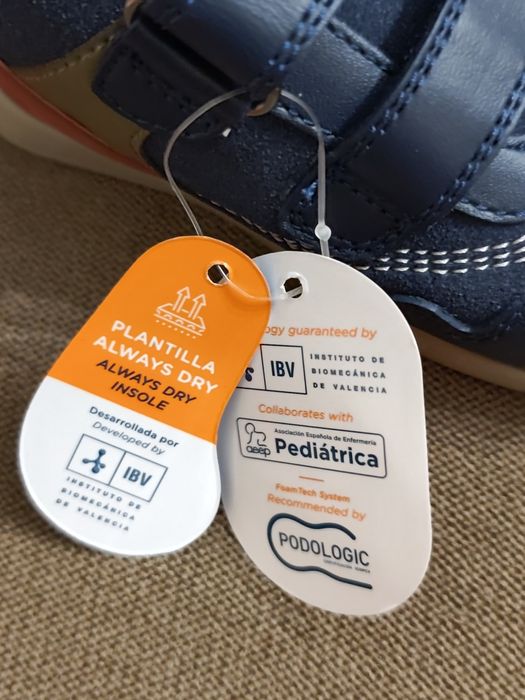 PLANTILLA
ALWAYS DRY
ALWAYS DRY
INSOLE
Desarrollada por
Developed by
IBV
INSTITUTO DE
BIOMECÁNICA
DE VALENCIA
guaranteed by
IBV
INSTITUTO DE
BIOMECÁNICA
DE VALENCIA
Collaborates with
Asociación Española de Enfermería
aeep Pediátrica
FoamTech System
Recommended by
PODOLOGIC